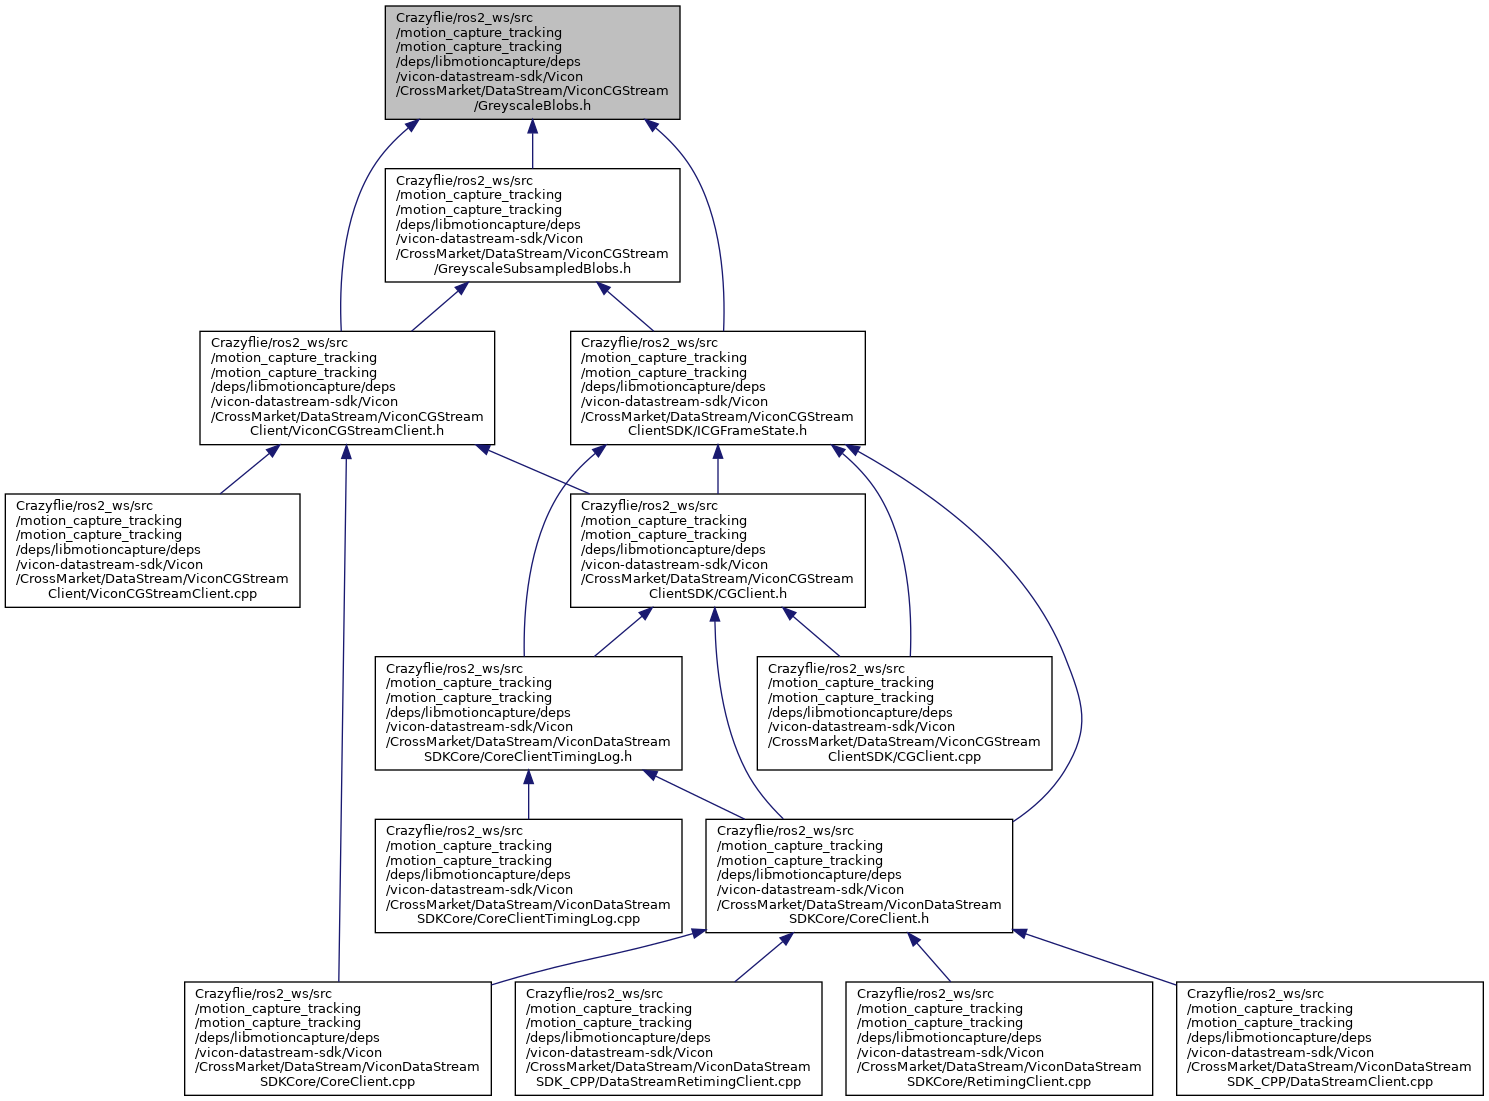 Crazyflie/ros2_ws/src
/motion_capture_tracking
/motion_capture_tracking
/deps/libmotioncapture/deps
/vicon-datastream-sdk/Vicon
/CrossMarket/DataStream/ViconCGStream
/GreyscaleBlobs.h
Crazyflie/ros2_ws/src
/motion_capture_tracking
/motion_capture_tracking
/deps/libmotioncapture/deps
/vicon-datastream-sdk/Vicon
/CrossMarket/DataStream/ViconCGStream
/GreyscaleSubsampledBlobs.h
Crazyflie/ros2_ws/src
/motion_capture_tracking
/motion_capture_tracking
/deps/libmotioncapture/deps
/vicon-datastream-sdk/Vicon
/CrossMarket/DataStream/ViconCGStream
Client/ViconCGStreamClient.h
Crazyflie/ros2_ws/src
/motion_capture_tracking
/motion_capture_tracking
/deps/libmotioncapture/deps
/vicon-datastream-sdk/Vicon
/CrossMarket/DataStream/ViconCGStream
ClientSDK/ICGFrameState.h
Crazyflie/ros2_ws/src
/motion_capture_tracking
/motion_capture_tracking
/deps/libmotioncapture/deps
/vicon-datastream-sdk/Vicon
/CrossMarket/DataStream/ViconCGStream
Client/ViconCGStreamClient.cpp
Crazyflie/ros2_ws/src
/motion_capture_tracking
/motion_capture_tracking
/deps/libmotioncapture/deps
/vicon-datastream-sdk/Vicon
/CrossMarket/DataStream/ViconCGStream
ClientSDK/CGClient.h
Crazyflie/ros2_ws/src
/motion_capture_tracking
/motion_capture_tracking
/deps/libmotioncapture/deps
/vicon-datastream-sdk/Vicon
/CrossMarket/DataStream/ViconDataStream
SDKCore/CoreClientTimingLog.h
Crazyflie/ros2_ws/src
/motion_capture_tracking
/motion_capture_tracking
/deps/libmotioncapture/deps
/vicon-datastream-sdk/Vicon
/CrossMarket/DataStream/ViconCGStream
ClientSDK/CGClient.cpp
Crazyflie/ros2_ws/src
/motion_capture_tracking
/motion_capture_tracking
/deps/libmotioncapture/deps
/vicon-datastream-sdk/Vicon
/CrossMarket/DataStream/ViconDataStream
SDKCore/CoreClientTimingLog.cpp
Crazyflie/ros2_ws/src
/motion_capture_tracking
/motion_capture_tracking
/deps/libmotioncapture/deps
/vicon-datastream-sdk/Vicon
/CrossMarket/DataStream/ViconDataStream
SDKCore/CoreClient.h
Crazyflie/ros2_ws/src
/motion_capture_tracking
/motion_capture_tracking
/deps/libmotioncapture/deps
/vicon-datastream-sdk/Vicon
/CrossMarket/DataStream/ViconDataStream
SDKCore/CoreClient.cpp
Crazyflie/ros2_ws/src
/motion_capture_tracking
/motion_capture_tracking
/deps/libmotioncapture/deps
/vicon-datastream-sdk/Vicon
/CrossMarket/DataStream/ViconDataStream
SDK_CPP/DataStreamRetimingClient.cpp
Crazyflie/ros2_ws/src
/motion_capture_tracking
/motion_capture_tracking
/deps/libmotioncapture/deps
/vicon-datastream-sdk/Vicon
/CrossMarket/DataStream/ViconDataStream
SDKCore/RetimingClient.cpp
Crazyflie/ros2_ws/src
/motion_capture_tracking
/motion_capture_tracking
/deps/libmotioncapture/deps
/vicon-datastream-sdk/Vicon
/CrossMarket/DataStream/ViconDataStream
SDK_CPP/DataStreamClient.cpp